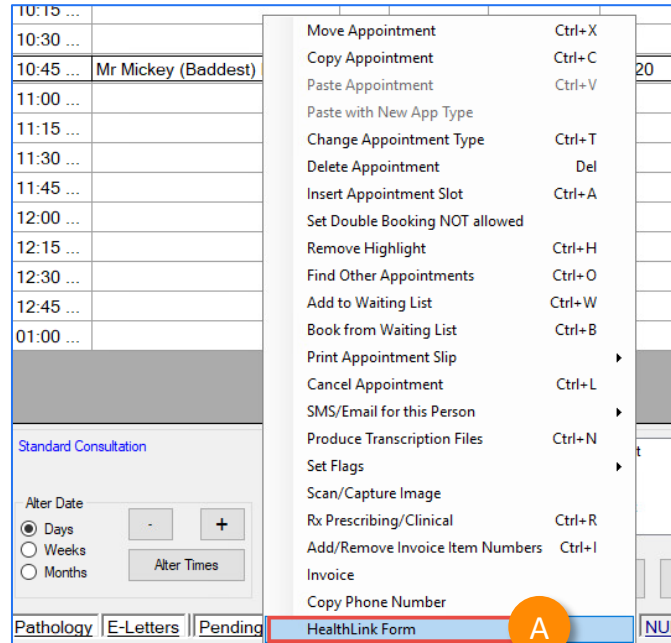 10:15 ...
10:30 ...
10:45 ... Mr Mickey (Baddest) 20
11:00 ...
11:15 ...
11:30 ...
11:45 ...
12:00 ...
12:15 ...
12:30 ...
12:45 ...
01:00 ...
Move Appointment Ctrl+X
Copy Appointment Ctrl+C
Paste Appointment Ctrl+V
Paste with New App Type
Change Appointment Type Ctrl+T
Delete Appointment Del
Insert Appointment Slot Ctrl+A
Set Double Booking NOT allowed
Remove Highlight Ctrl+H
Find Other Appointments Ctrl+O
Add to Waiting List Ctrl+W
Book from Waiting List Ctrl+B
Print Appointment Slip
Cancel Appointment Ctrl+L
SMS/Email for this Person
Produce Transcription Files Ctrl+N
Set Flags
Scan/Capture Image
Rx Prescribing/Clinical Ctrl+R
Add/Remove Invoice Item Numbers Ctrl+I
Invoice
Copy Phone Number
HealthLink Form A
Standard Consultation t
Alter Date
Days - +
Weeks
Months Alter Times
Pathology E-Letters Pending NU